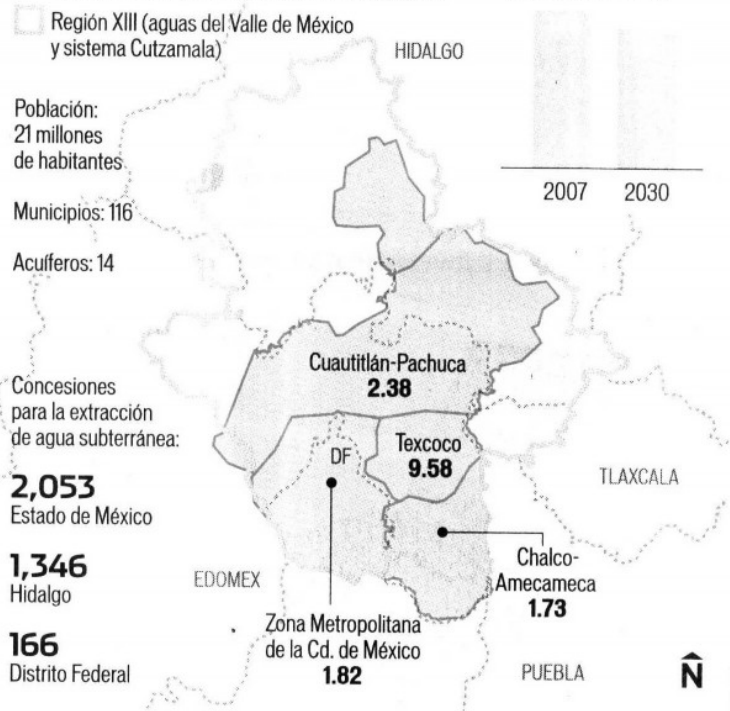 Región XIII (aguas del Valle de México
y sistema Cutzamala)
HIDALGO
Población:
21 millones
de habitantes
Municipios: 116
Acuíferos: 14
2007
2030
Cuautitlán-Pachuca
2.38
Concesiones
para la extracción
de agua subterránea:
2,053
Estado de México
1,346
Hidalgo
166
Distrito Federal
DF
Texcoco
9.58
TLAXCALA
EDOMEX
Chalco-
Amecameca
1.73
Zona Metropolitana
de la Cd. de México
1.82
PUEBLA
N